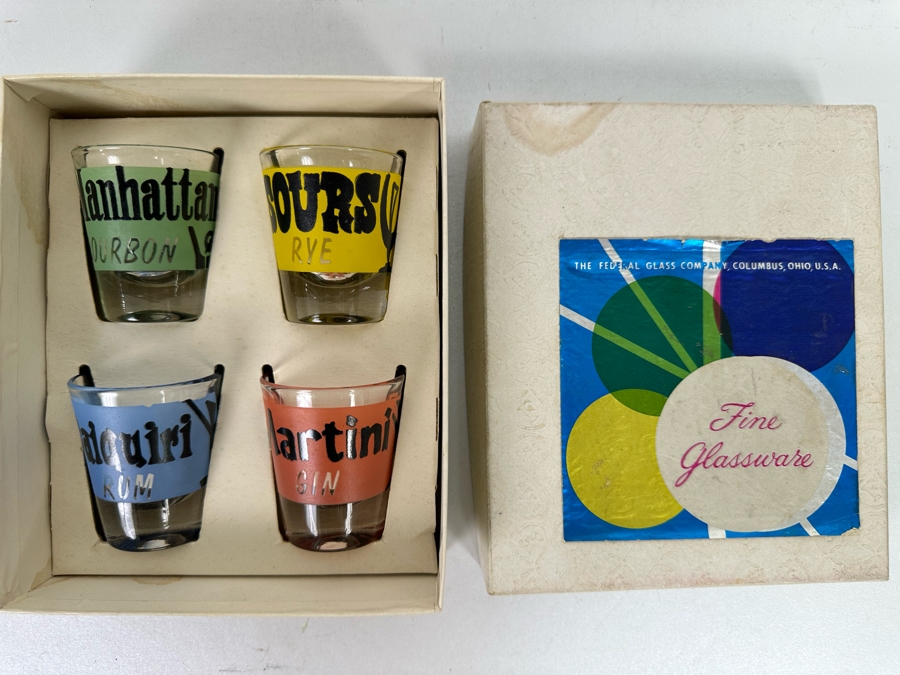 Manhattan
BOURBON
SOURS
RYE
daiquiri
RUM
Martini
GIN
THE FEDERAL GLASS COMPANY, COLUMBUS, OHIO, U.S.A.
Fine
Glassware